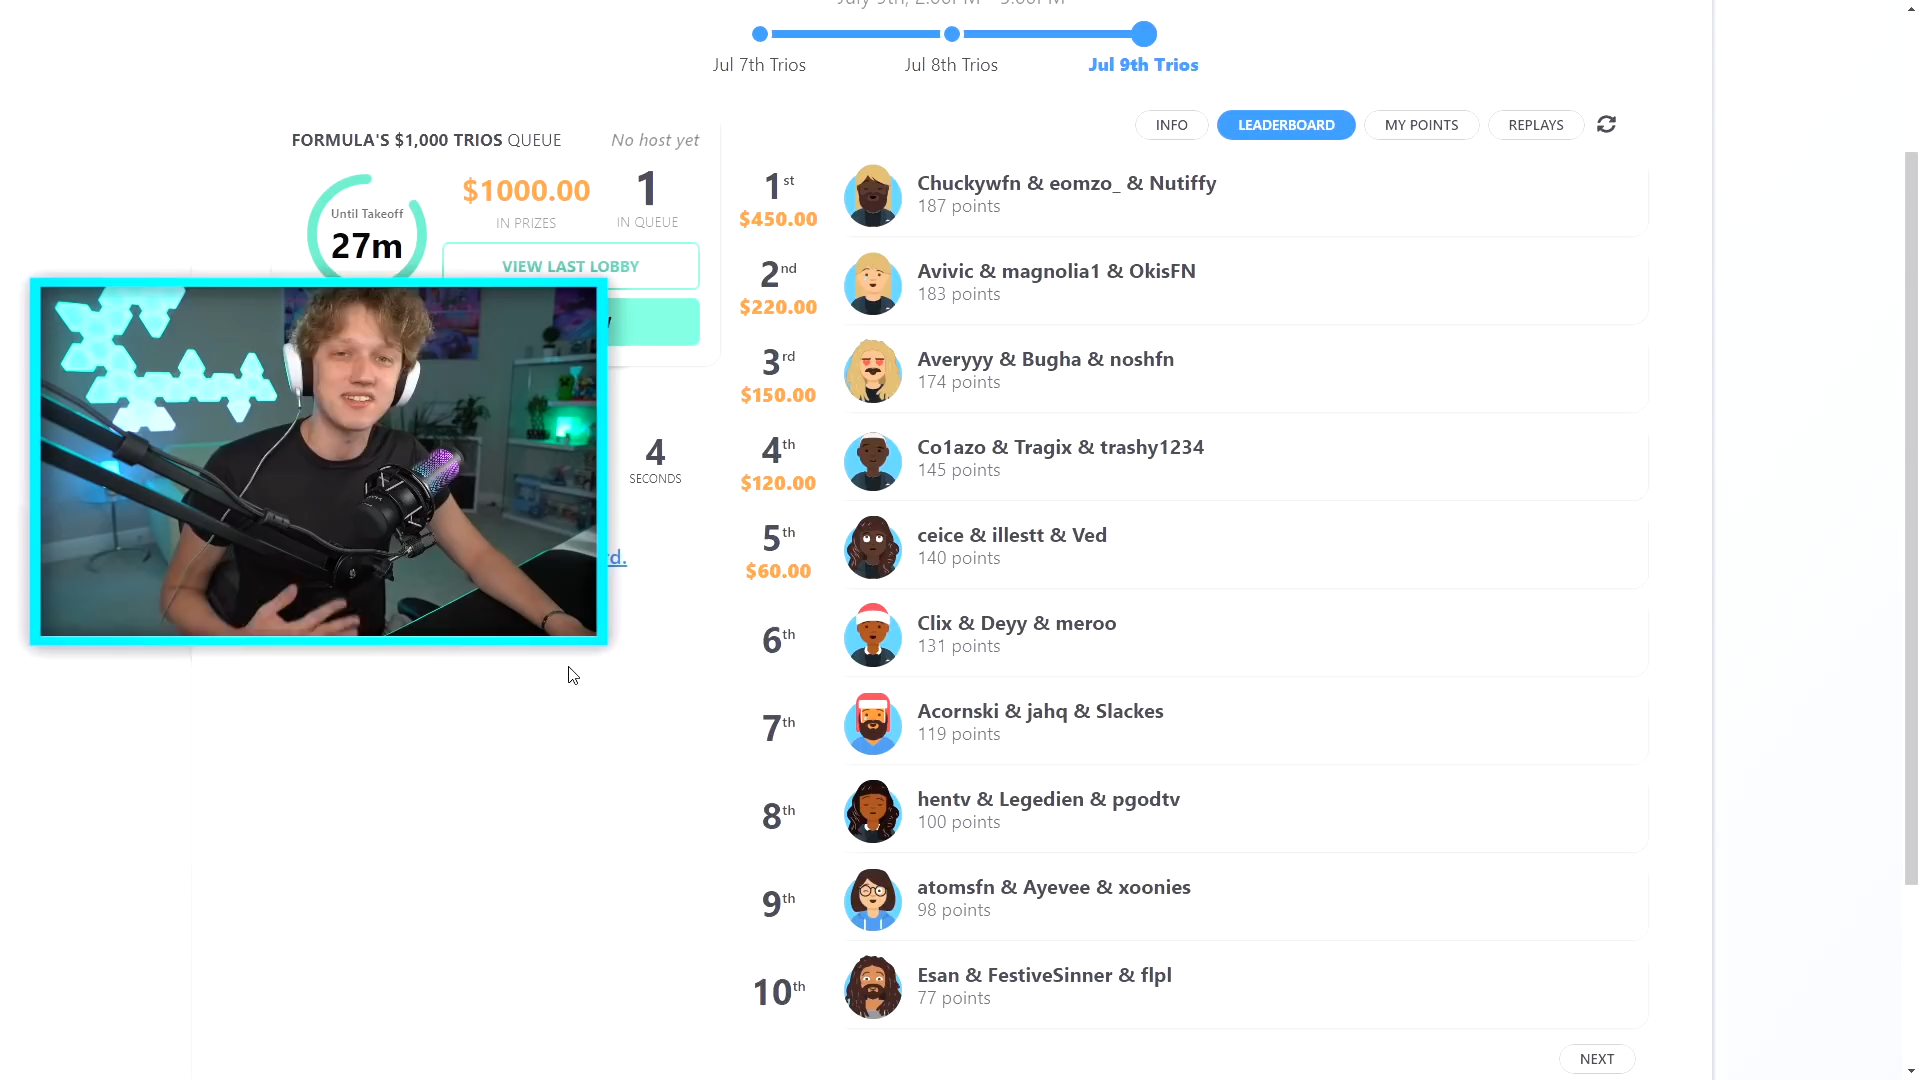 Jul 7th Trios
Jul 8th Trios
Jul 9th Trios
INFO
LEADERBOARD
MY POINTS
REPLAYS
FORMULA'S $1,000 TRIOS QUEUE
No host yet
Until Takeoff
27m
$1000.00
IN PRIZES
1
IN QUEUE
VIEW LAST LOBBY
4
SECONDS
rd.
1st
$450.00
Chuckywfn & eomzo_ & Nutiffy
187 points
2nd
$220.00
Avivic & magnolia1 & OkisFN
183 points
3rd
$150.00
Averyyy & Bugha & noshfn
174 points
4th
$120.00
Co1azo & Tragix & trashy1234
145 points
5th
$60.00
ceice & illestt & Ved
140 points
6th
Clix & Deyy & meroo
131 points
7th
Acornski & jahq & Slackes
119 points
8th
hentv & Legedien & pgodtv
100 points
9th
atomsfn & Ayevee & xoonies
98 points
10th
Esan & FestiveSinner & flpl
77 points
NEXT